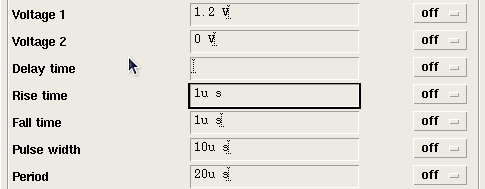 Voltage 1 1.2 V off
Voltage 2 0 V off
Delay time off
Rise time 1u s off
Fall time 1u s off
Pulse width 10u s off
Period 20u s off